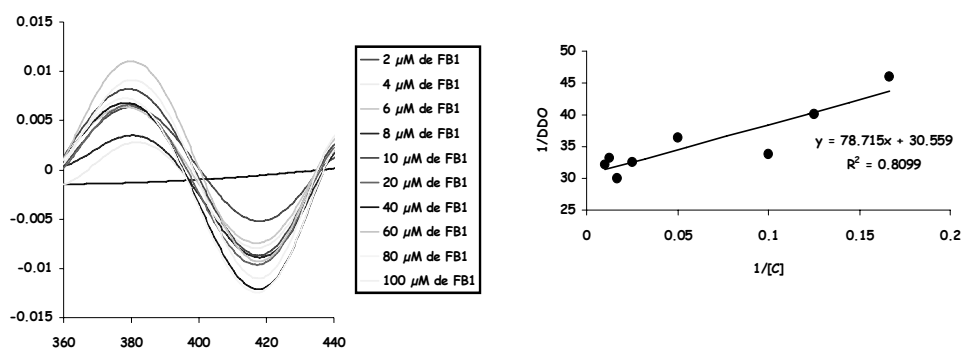 0.015
0.01
0.005
0
-0.005
-0.01
-0.015
360
380
400
420
440
2 µM de FB1
4 µM de FB1
6 µM de FB1
8 µM de FB1
10 µM de FB1
20 µM de FB1
40 µM de FB1
60 µM de FB1
80 µM de FB1
100 µM de FB1
50
45
40
35
30
25
1/DDO
y = 78.715x + 30.559
R² = 0.8099
0
0.05
0.1
0.15
0.2
1/[C]